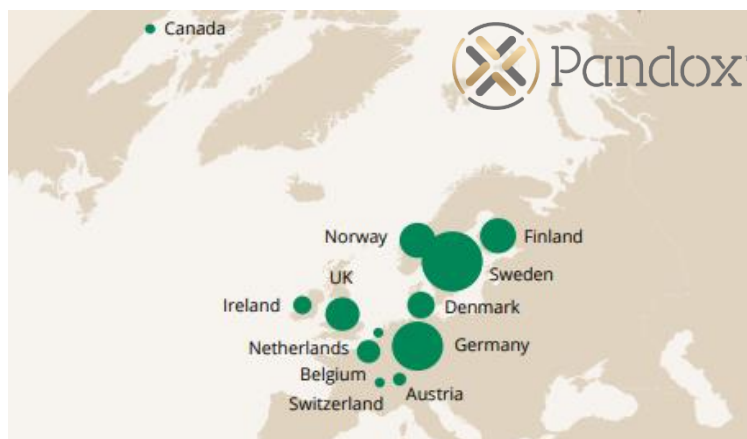 Canada
Pandox
Norway
Finland
UK
Sweden
Ireland
Denmark
Netherlands
Germany
Belgium
Austria
Switzerland